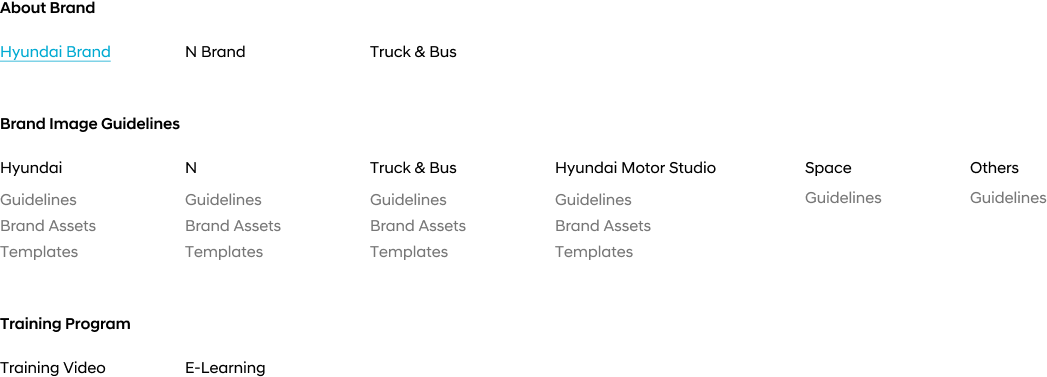 About Brand
Hyundai Brand N Brand Truck & Bus
Brand Image Guidelines
Hyundai N Truck & Bus Hyundai Motor Studio Space Others
Guidelines Guidelines Guidelines Guidelines Guidelines Guidelines
Brand Assets Brand Assets Brand Assets Brand Assets
Templates Templates Templates Templates
Training Program
Training Video E-Learning